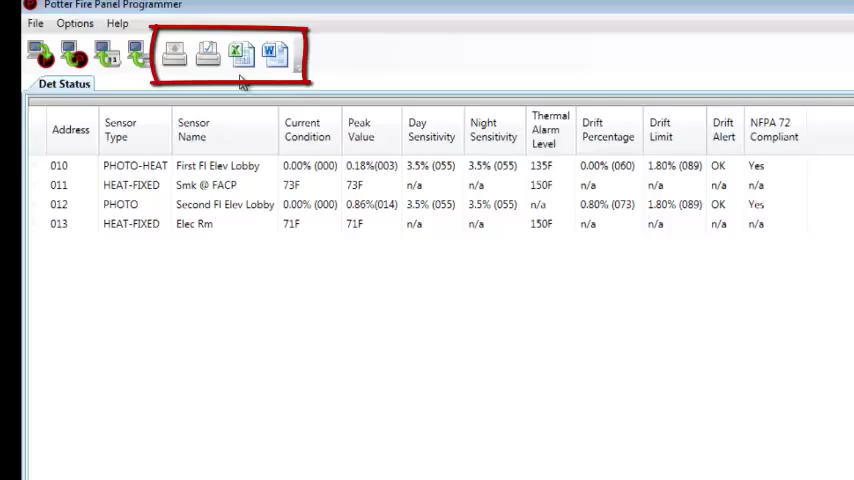 Potter Fire Panel Programmer
File Options Help
Det Status
Address Sensor Type Sensor Name Current Condition Peak Value Day Sensitivity Night Sensitivity Thermal Alarm Level Drift Percentage Drift Limit Drift Alert NFPA 72 Compliant
010 PHOTO-HEAT First Fl Elev Lobby 0.00% (000) 0.18%(003) 3.5% (055) 3.5% (055) 135F 0.00% (060) 1.80% (089) OK Yes
011 HEAT-FIXED Smk @ FACP 73F 73F n/a n/a 150F n/a n/a n/a n/a
012 PHOTO Second Fl Elev Lobby 0.00% (000) 0.86%(014) 3.5% (055) 3.5% (055) n/a 0.80% (073) 1.80% (089) OK Yes
013 HEAT-FIXED Elec Rm 71F 71F n/a n/a 150F n/a n/a n/a n/a